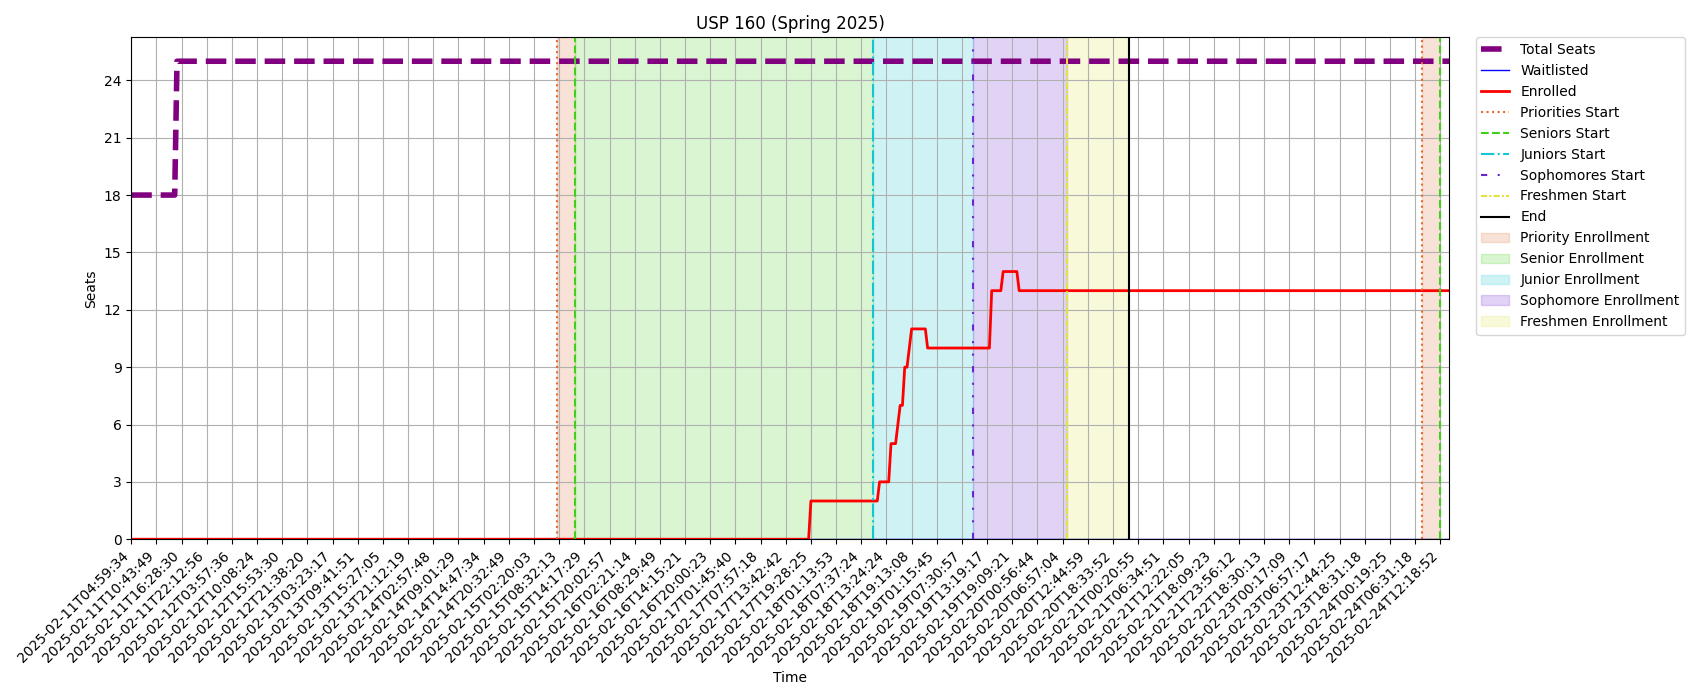 USP 160 (Spring 2025)
Seats
24
21
18
15
12
9
6
3
0
2025-02-11T04:59:34
2025-02-11T10:43:49
2025-02-11T16:28:30
2025-02-11T22:12:56
2025-02-12T03:57:36
2025-02-12T10:08:24
2025-02-12T15:53:30
2025-02-12T21:38:20
2025-02-13T03:23:17
2025-02-13T09:41:51
2025-02-13T15:27:05
2025-02-13T21:12:19
2025-02-14T02:57:48
2025-02-14T09:01:29
2025-02-14T14:47:34
2025-02-14T20:32:49
2025-02-15T02:20:03
2025-02-15T08:32:13
2025-02-15T14:17:29
2025-02-15T20:02:57
2025-02-16T02:21:14
2025-02-16T08:29:49
2025-02-16T14:15:21
2025-02-16T20:00:23
2025-02-17T01:45:40
2025-02-17T07:57:18
2025-02-17T13:42:42
2025-02-17T19:28:25
2025-02-18T01:13:53
2025-02-18T07:37:24
2025-02-18T13:24:24
2025-02-18T19:13:08
2025-02-19T01:15:45
2025-02-19T07:30:57
2025-02-19T13:19:17
2025-02-19T19:09:21
2025-02-20T00:56:44
2025-02-20T06:57:04
2025-02-20T12:44:59
2025-02-20T18:33:52
2025-02-21T00:20:55
2025-02-21T06:34:51
2025-02-21T12:22:05
2025-02-21T18:09:23
2025-02-21T23:56:12
2025-02-22T18:30:13
2025-02-23T00:17:09
2025-02-23T06:57:17
2025-02-23T12:44:25
2025-02-23T18:31:18
2025-02-24T00:19:25
2025-02-24T06:31:18
2025-02-24T12:18:52
Time
Total Seats
Waitlisted
Enrolled
Priorities Start
Seniors Start
Juniors Start
Sophomores Start
Freshmen Start
End
Priority Enrollment
Senior Enrollment
Junior Enrollment
Sophomore Enrollment
Freshmen Enrollment